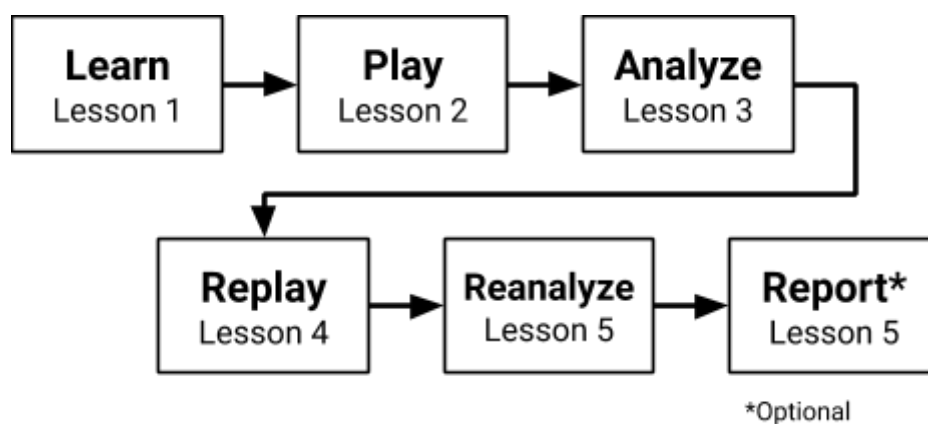 Learn
Lesson 1
Play
Lesson 2
Analyze
Lesson 3
Replay
Lesson 4
Reanalyze
Lesson 5
Report*
Lesson 5
*Optional